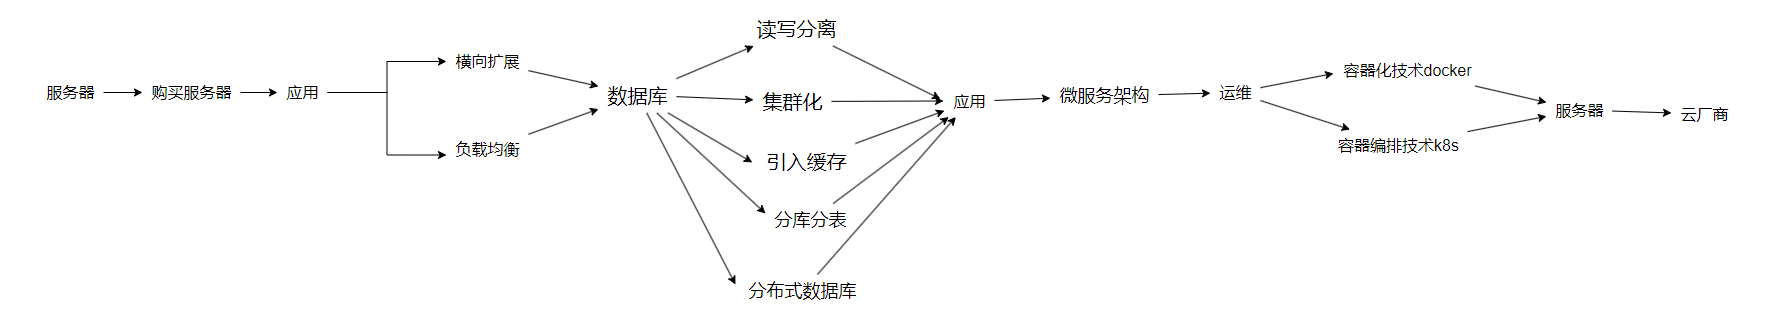 服务器
购买服务器
应用
横向扩展
负载均衡
数据库
读写分离
集群化
引入缓存
分库分表
分布式数据库
应用
微服务架构
运维
容器化技术docker
容器编排技术k8s
服务器
云厂商